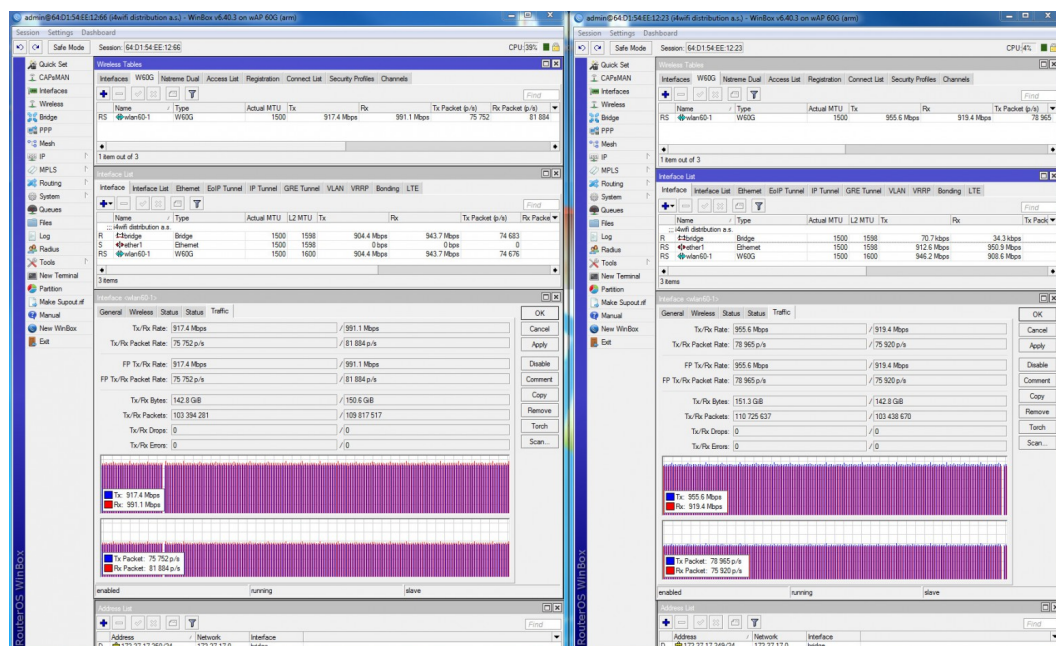 admin@64:D1:54:EE:12:66 (i4wifi distribution a.s.) - WinBox v6.40.3 on wAP 60G (arm)
Session Settings Dashboard
Safe Mode Session: 64:D1:54:EE:12:66 CPU: 39%
Quick Set
CAPsMAN
Interfaces
Wireless
Bridge
PPP
Mesh
IP
MPLS
Routing
System
Queues
Files
Log
Radius
Tools
New Terminal
Partition
Make Supout.rif
Manual
New WinBox
Exit
RouterOS WinBox
Wireless Tables
Interfaces W60G Nstreme Dual Access List Registration Connect List Security Profiles Channels
Find
Name Type Actual MTU Tx Rx Tx Packet (p/s) Rx Packet (p/s)
RS wlan60-1 W60G 1500 917.4 Mbps 991.1 Mbps 75 752 81 884
1 item out of 3
Interface List
Interface Interface List Ethernet EoIP Tunnel IP Tunnel GRE Tunnel VLAN VRRP Bonding LTE
Find
Name Type Actual MTU L2 MTU Tx Rx Tx Packet (p/s) Rx Packe
;;; i4wifi distribution a.s.
R bridge Bridge 1500 1598 904.4 Mbps 943.7 Mbps 74 683
S ether1 Ethernet 1500 1598 0 bps 0 bps 0
RS wlan60-1 W60G 1500 1600 904.4 Mbps 943.7 Mbps 74 676
3 items
Interface <wlan60-1>
General Wireless Status Status Traffic
Tx/Rx Rate: 917.4 Mbps / 991.1 Mbps
Tx/Rx Packet Rate: 75 752 p/s / 81 884 p/s
FP Tx/Rx Rate: 917.4 Mbps / 991.1 Mbps
FP Tx/Rx Packet Rate: 75 752 p/s / 81 884 p/s
Tx/Rx Bytes: 142.8 GiB / 150.6 GiB
Tx/Rx Packets: 103 394 281 / 109 817 517
Tx/Rx Drops: 0 / 0
Tx/Rx Errors: 0 / 0
OK
Cancel
Apply
Disable
Comment
Copy
Remove
Torch
Scan...
Tx: 917.4 Mbps
Rx: 991.1 Mbps
Tx Packet: 75 752 p/s
Rx Packet: 81 884 p/s
enabled running slave
Address List
Find
Address Network Interface
admin@64:D1:54:EE:12:23 (i4wifi distribution a.s.) - WinBox v6.40.3 on wAP 60G (arm)
Session Settings Dashboard
Safe Mode Session: 64:D1:54:EE:12:23 CPU: 4%
Quick Set
CAPsMAN
Interfaces
Wireless
Bridge
PPP
Mesh
IP
MPLS
Routing
System
Queues
Files
Log
Radius
Tools
New Terminal
Partition
Make Supout.rif
Manual
New WinBox
Exit
RouterOS WinBox
Wireless Tables
Interfaces W60G Nstreme Dual Access List Registration Connect List Security Profiles Channels
Find
Name Type Actual MTU Tx Rx Tx Packet (p/s)
RS wlan60-1 W60G 1500 955.6 Mbps 919.4 Mbps 78 965
1 item out of 3
Interface List
Interface Interface List Ethernet EoIP Tunnel IP Tunnel GRE Tunnel VLAN VRRP Bonding LTE
Find
Name Type Actual MTU L2 MTU Tx Rx Tx Pack
;;; i4wifi distribution a.s.
R bridge Bridge 1500 1598 70.7 kbps 34.3 kbps
RS ether1 Ethernet 1500 1598 912.6 Mbps 950.9 Mbps
RS wlan60-1 W60G 1500 1600 946.2 Mbps 908.6 Mbps
3 items
Interface <wlan60-1>
General Wireless Status Status Traffic
Tx/Rx Rate: 955.6 Mbps / 919.4 Mbps
Tx/Rx Packet Rate: 78 965 p/s / 75 920 p/s
FP Tx/Rx Rate: 955.6 Mbps / 919.4 Mbps
FP Tx/Rx Packet Rate: 78 965 p/s / 75 920 p/s
Tx/Rx Bytes: 151.3 GiB / 142.8 GiB
Tx/Rx Packets: 110 725 637 / 103 438 670
Tx/Rx Drops: 0 / 0
Tx/Rx Errors: 0 / 0
OK
Cancel
Apply
Disable
Comment
Copy
Remove
Torch
Scan...
Tx: 955.6 Mbps
Rx: 919.4 Mbps
Tx Packet: 78 965 p/s
Rx Packet: 75 920 p/s
enabled running slave
Address List
Find
Address Network Interface